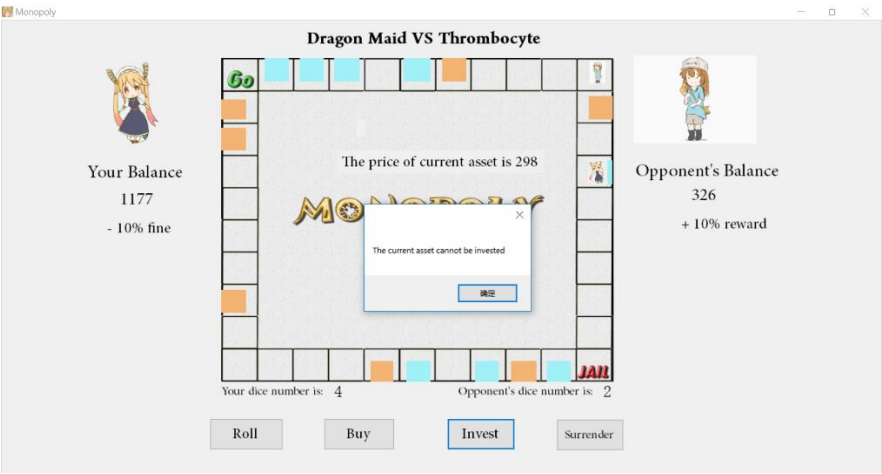 Monopoly
Dragon Maid VS Thrombocyte
Go
Your Balance
1177
- 10% fine
The price of current asset is 298
Opponent's Balance
326
+ 10% reward
MONOPOLY
The current asset cannot be invested
确定
JAIL
Your dice number is: 4
Opponent's dice number is: 2
Roll
Buy
Invest
Surrender